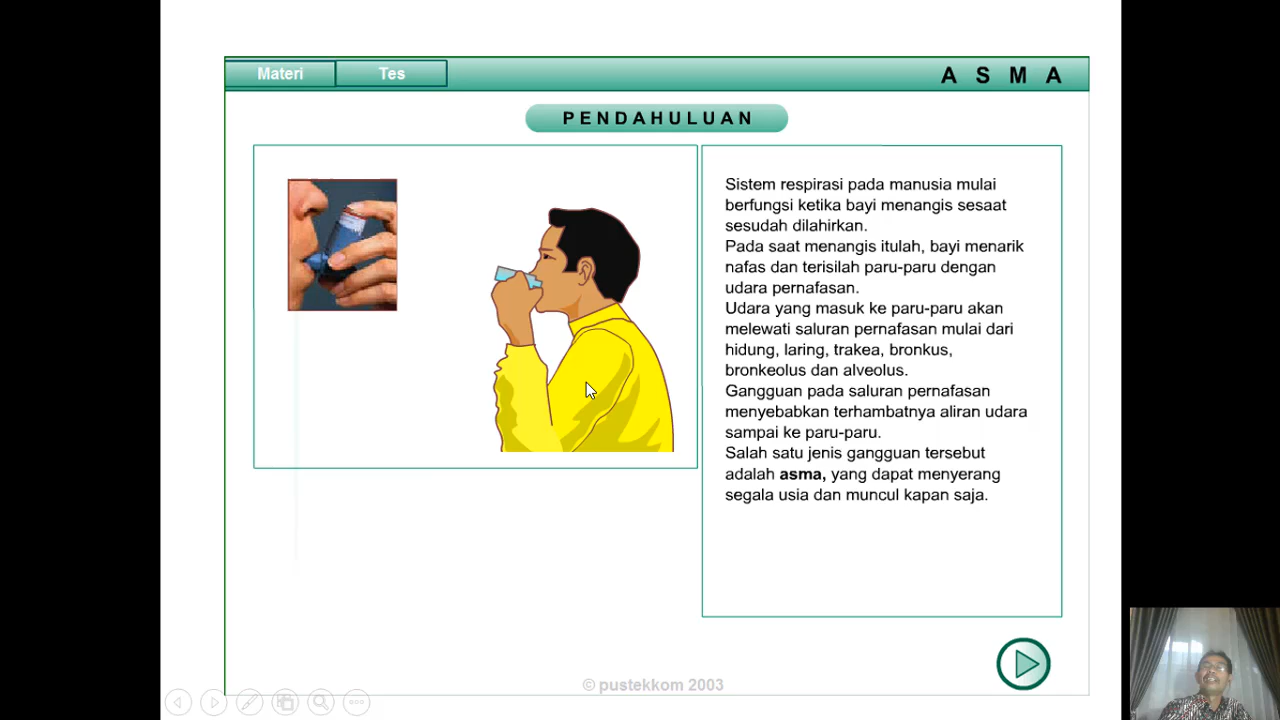 Materi
Tes
A S M A
PENDAHULUAN
Sistem respirasi pada manusia mulai
berfungsi ketika bayi menangis sesaat
sesudah dilahirkan.
Pada saat menangis itulah, bayi menarik
nafas dan terisilah paru-paru dengan
udara pernafasan.
Udara yang masuk ke paru-paru akan
melewati saluran pernafasan mulai dari
hidung, laring, trakea, bronkus,
bronkeolus dan alveolus.
Gangguan pada saluran pernafasan
menyebabkan terhambatnya aliran udara
sampai ke paru-paru.
Salah satu jenis gangguan tersebut
adalah asma, yang dapat menyerang
segala usia dan muncul kapan saja.
© pustekkom 2003